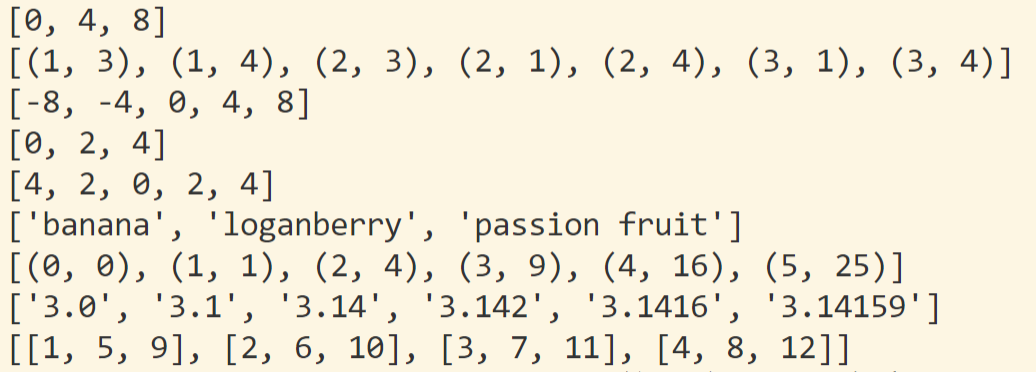 [0, 4, 8]
[(1, 3), (1, 4), (2, 3), (2, 1), (2, 4), (3, 1), (3, 4)]
[-8, -4, 0, 4, 8]
[0, 2, 4]
[4, 2, 0, 2, 4]
['banana', 'loganberry', 'passion fruit']
[(0, 0), (1, 1), (2, 4), (3, 9), (4, 16), (5, 25)]
['3.0', '3.1', '3.14', '3.142', '3.1416', '3.14159']
[[1, 5, 9], [2, 6, 10], [3, 7, 11], [4, 8, 12]]